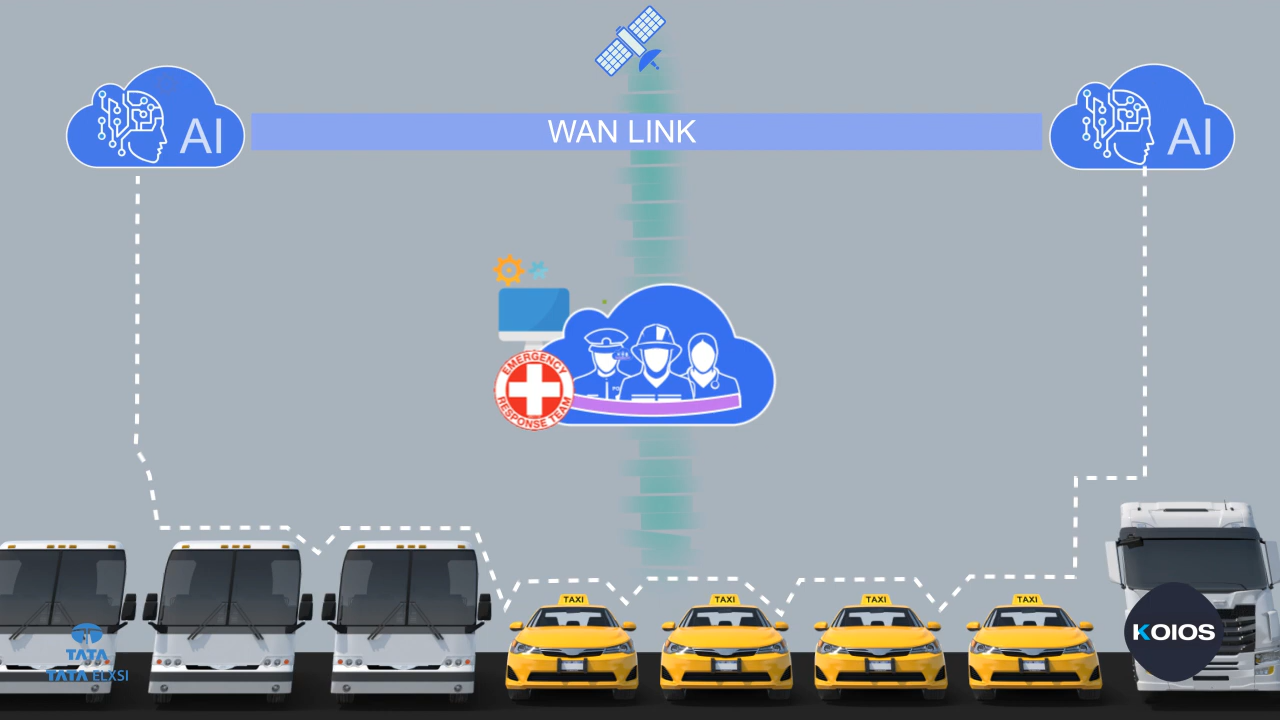 AI
WAN LINK
AI
EMERGENCY
RESPONSE TEAM
TAXI
TAXI
TAXI
TAXI
TATA
TATA ELXSI
KOIOS